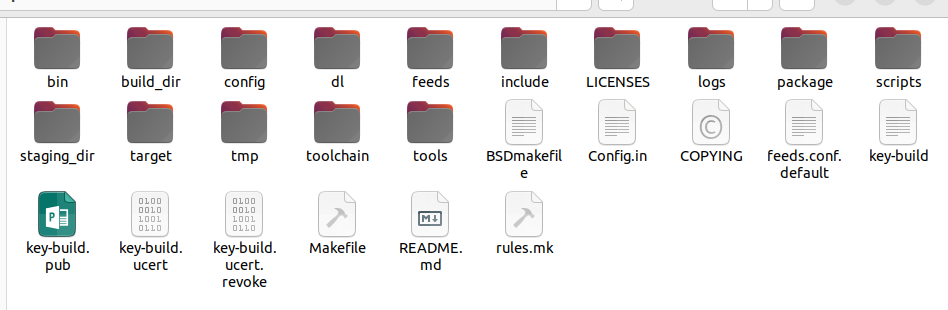 bin build_dir config dl feeds include LICENSES logs package scripts
staging_dir target tmp toolchain tools BSDmakefil Config.in COPYING feeds.conf. key-build
e default
key-build. key-build. key-build. Makefile README. rules.mk
pub ucert ucert. md
revoke